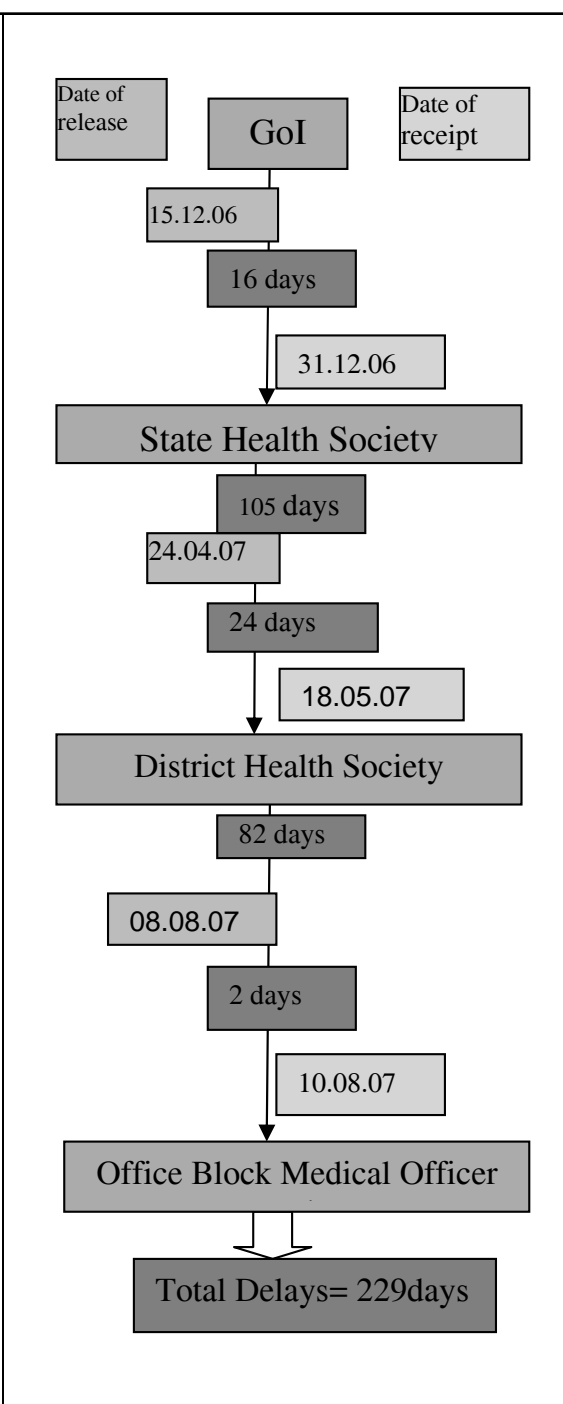 Date of
release
GoI
Date of
receipt
15.12.06
16 days
31.12.06
State Health Society
105 days
24.04.07
24 days
18.05.07
District Health Society
82 days
08.08.07
2 days
10.08.07
Office Block Medical Officer
Total Delays= 229days